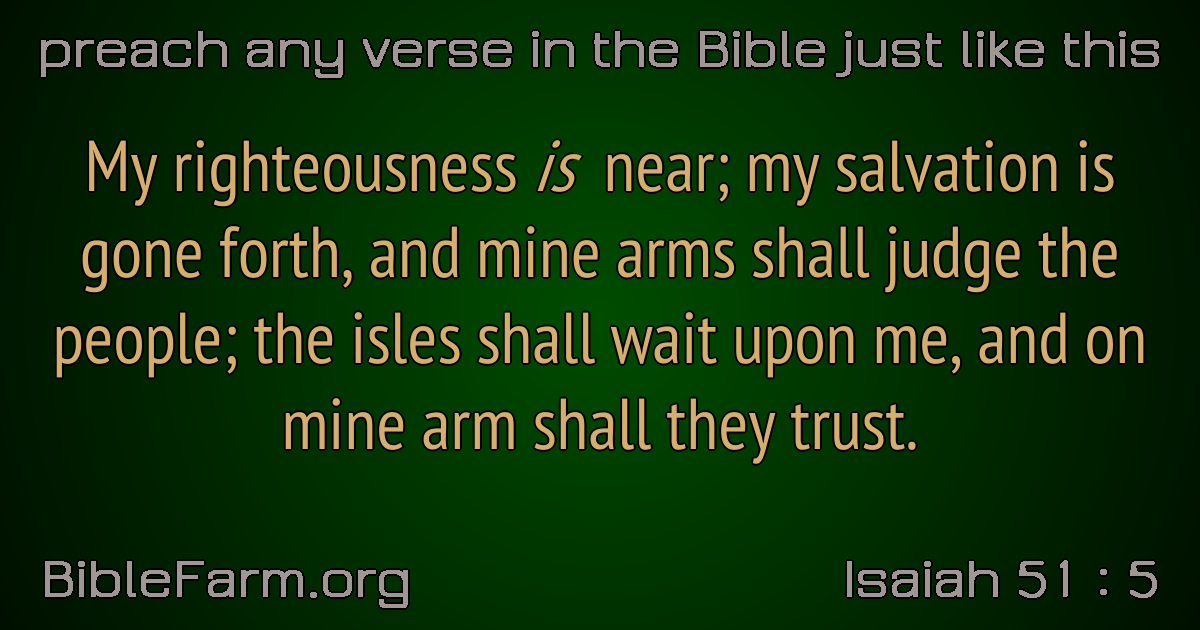 preach any verse in the Bible just like this
My righteousness is near; my salvation is
gone forth, and mine arms shall judge the
people; the isles shall wait upon me, and on
mine arm shall they trust.
BibleFarm.org
Isaiah 51 : 5